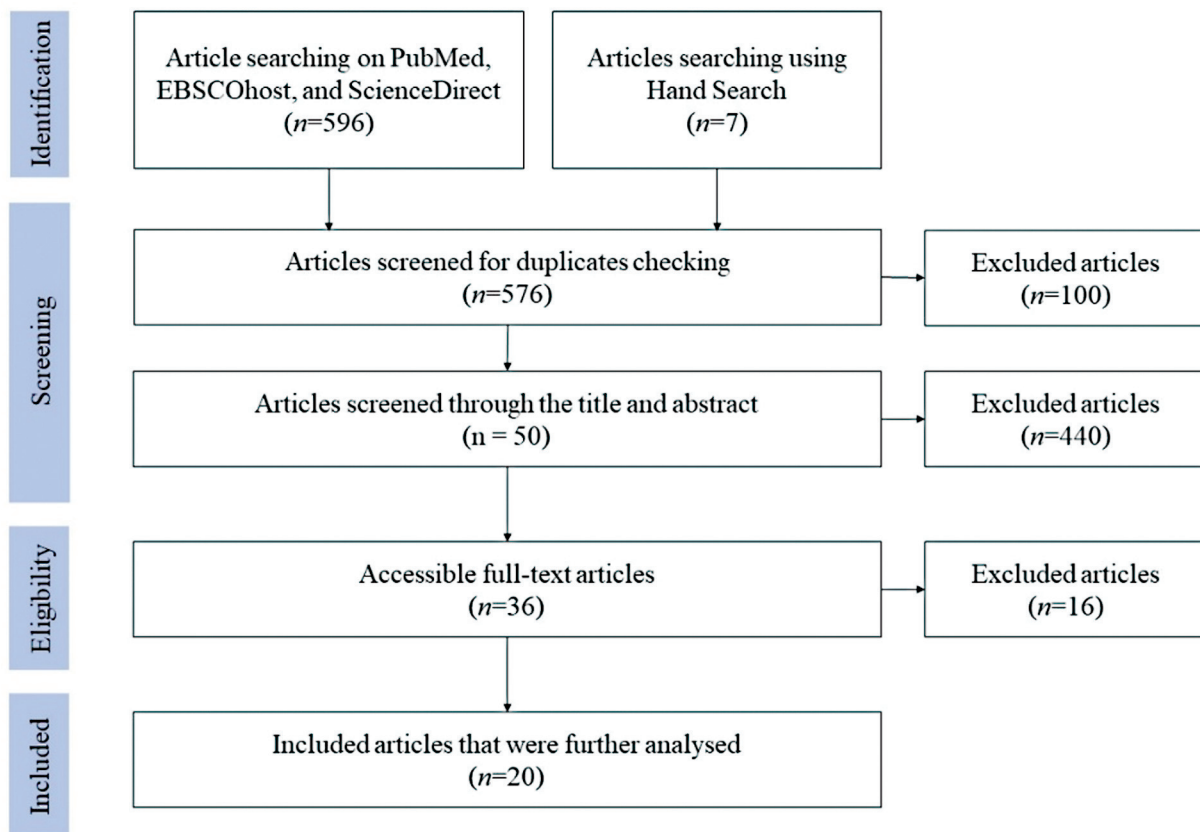 Identification
Article searching on PubMed,
EBSCOhost, and ScienceDirect
(n=596)
Articles searching using
Hand Search
(n=7)
Screening
Articles screened for duplicates checking
(n=576)
Excluded articles
(n=100)
Articles screened through the title and abstract
(n = 50)
Excluded articles
(n=440)
Eligibility
Accessible full-text articles
(n=36)
Excluded articles
(n=16)
Included
Included articles that were further analysed
(n=20)